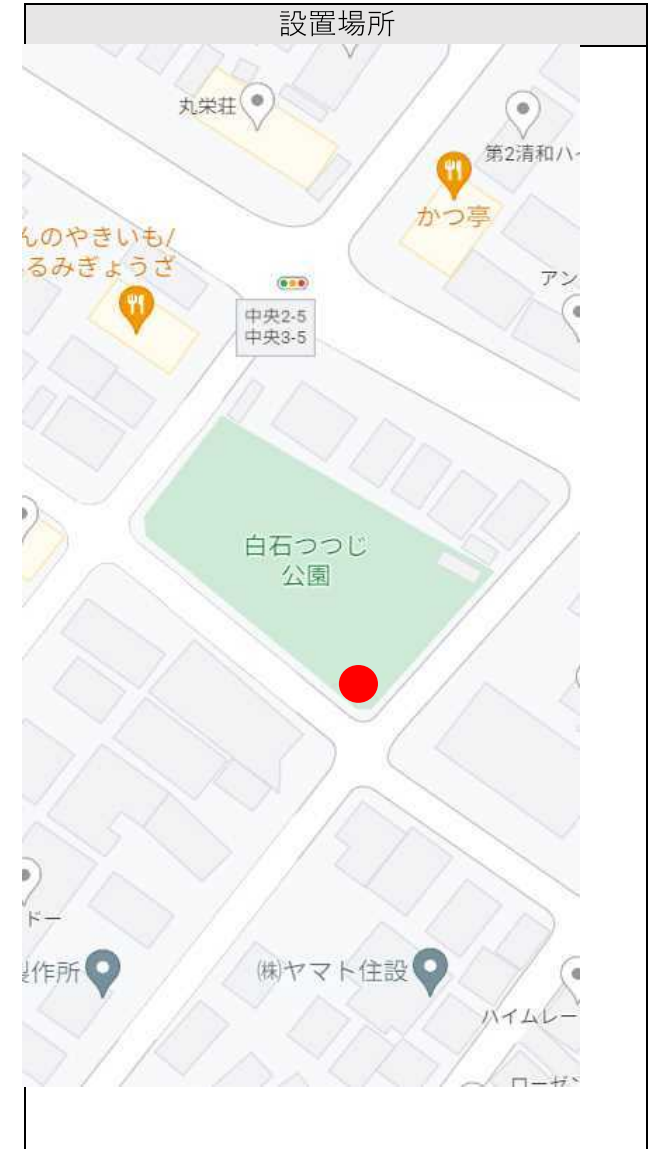 設置場所
丸栄荘
第2清和ハイ
かつ亭
んのやきいも/
るみぎょうざ
アン
中央2-5
中央3-5
白石つつじ
公園
ドー
作所
㈱ヤマト住設
ハイムレー
ローゼン